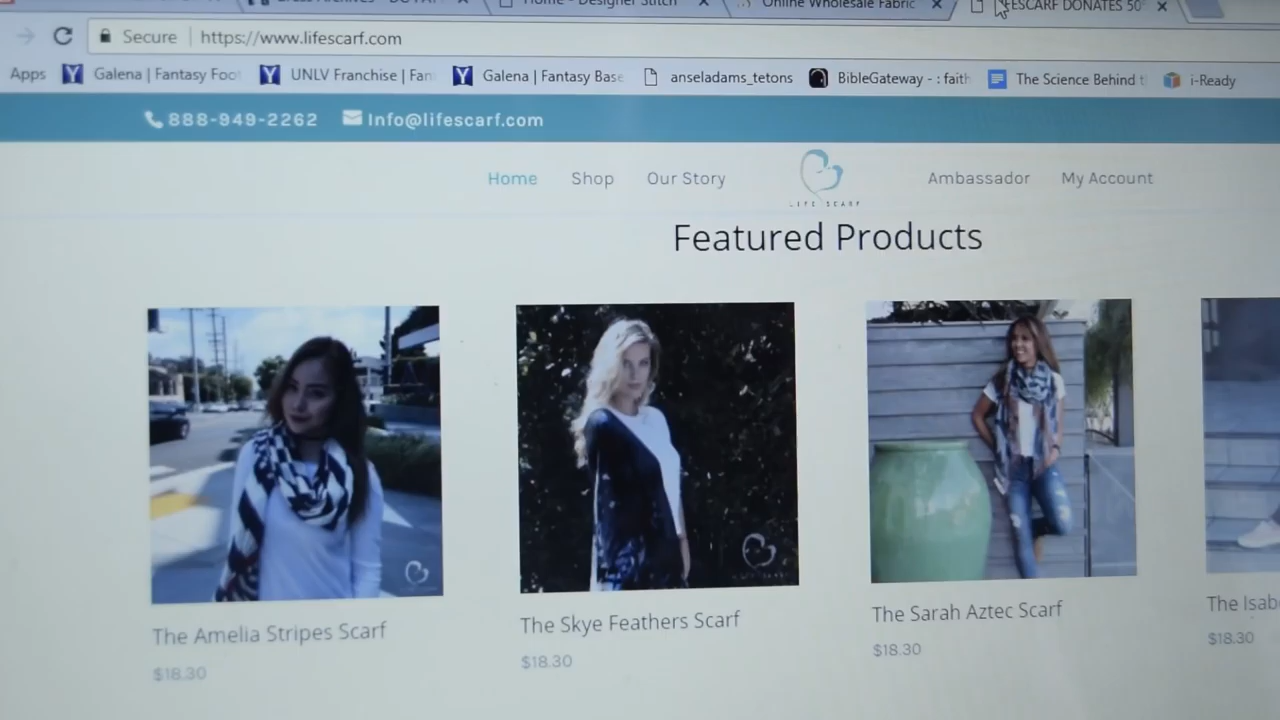 Home - Designer Stitch
Online Wholesale Fabric
ESCARF DONATES 50
Secure https://www.lifescarf.com
Apps Galena | Fantasy Foo UNLV Franchise | Fan Galena | Fantasy Base anseladams_tetons BibleGateway - : faith The Science Behind t i-Ready
888-949-2262 Info@lifescarf.com
Home Shop Our Story LIFE SCARF Ambassador My Account
Featured Products
The Amelia Stripes Scarf The Skye Feathers Scarf The Sarah Aztec Scarf The Isab
$18.30 $18.30 $18.30 $18.30